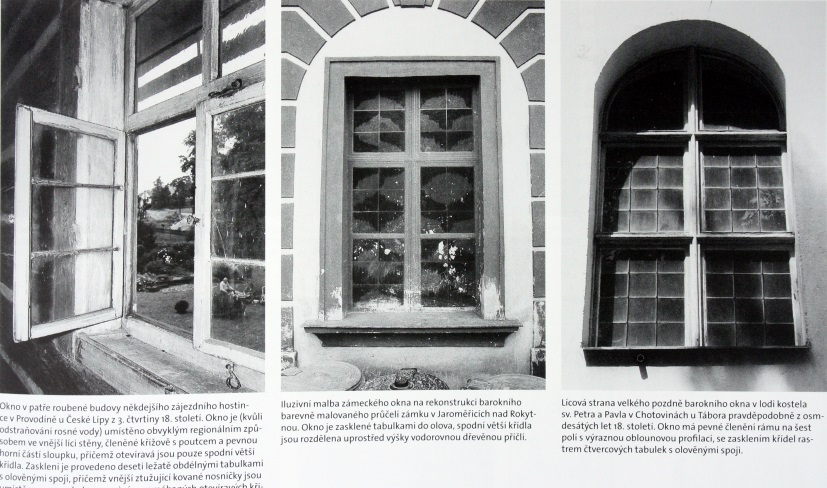 Okno v patře roubené budovy někdejšího zájezdního hostin-
ce v Provodíně u České Lípy z 3. čtvrtiny 18. století. Okno je (kvůli
odstraňování rosné vody) umístěno obvyklým regionálním způ-
sobem ve vnější líci stěny, členěné křížově s poutcem a pevnou
horní částí sloupku, přičemž otevíravá jsou pouze spodní větší
křídla. Zasklení je provedeno deseti ležatě obdélnými tabulkami
s olověnými spoji, přičemž vnější ztužující kované nosníčky jsou
Iluzivní malba zámeckého okna na rekonstrukci barokního
barevně malovaného průčelí zámku v Jaroměřicích nad Rokyt-
nou. Okno je zasklené tabulkami do olova, spodní větší křídla
jsou rozdělena uprostřed výšky vodorovnou dřevěnou příčlí.
Lícová strana velkého pozdně barokního okna v lodi kostela
sv. Petra a Pavla v Chotovinách u Tábora pravděpodobně z osm-
desátých let 18. století. Okno má pevné členění rámu na šest
polí s výraznou oblounovou profilací, se zasklením křídel ras-
trem čtvercových tabulek s olověnými spoji.